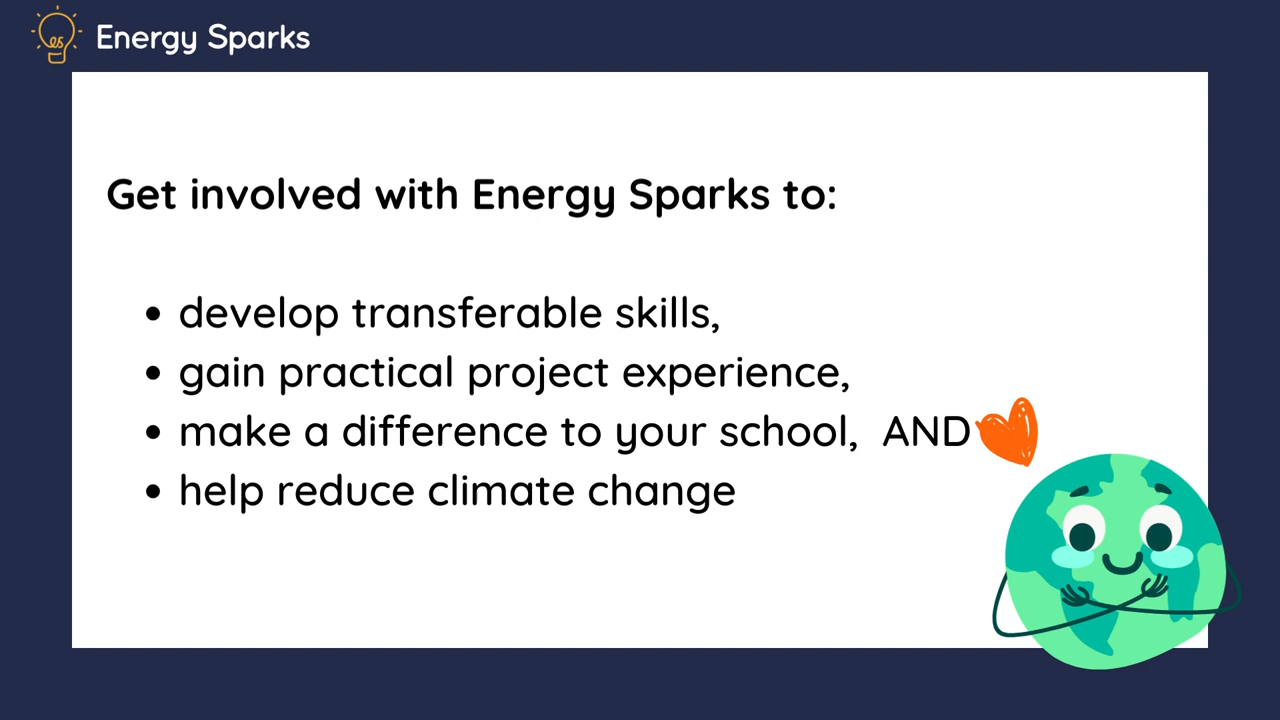 es
Energy Sparks
Get involved with Energy Sparks to:
• develop transferable skills,
• gain practical project experience,
• make a difference to your school,  AND
• help reduce climate change